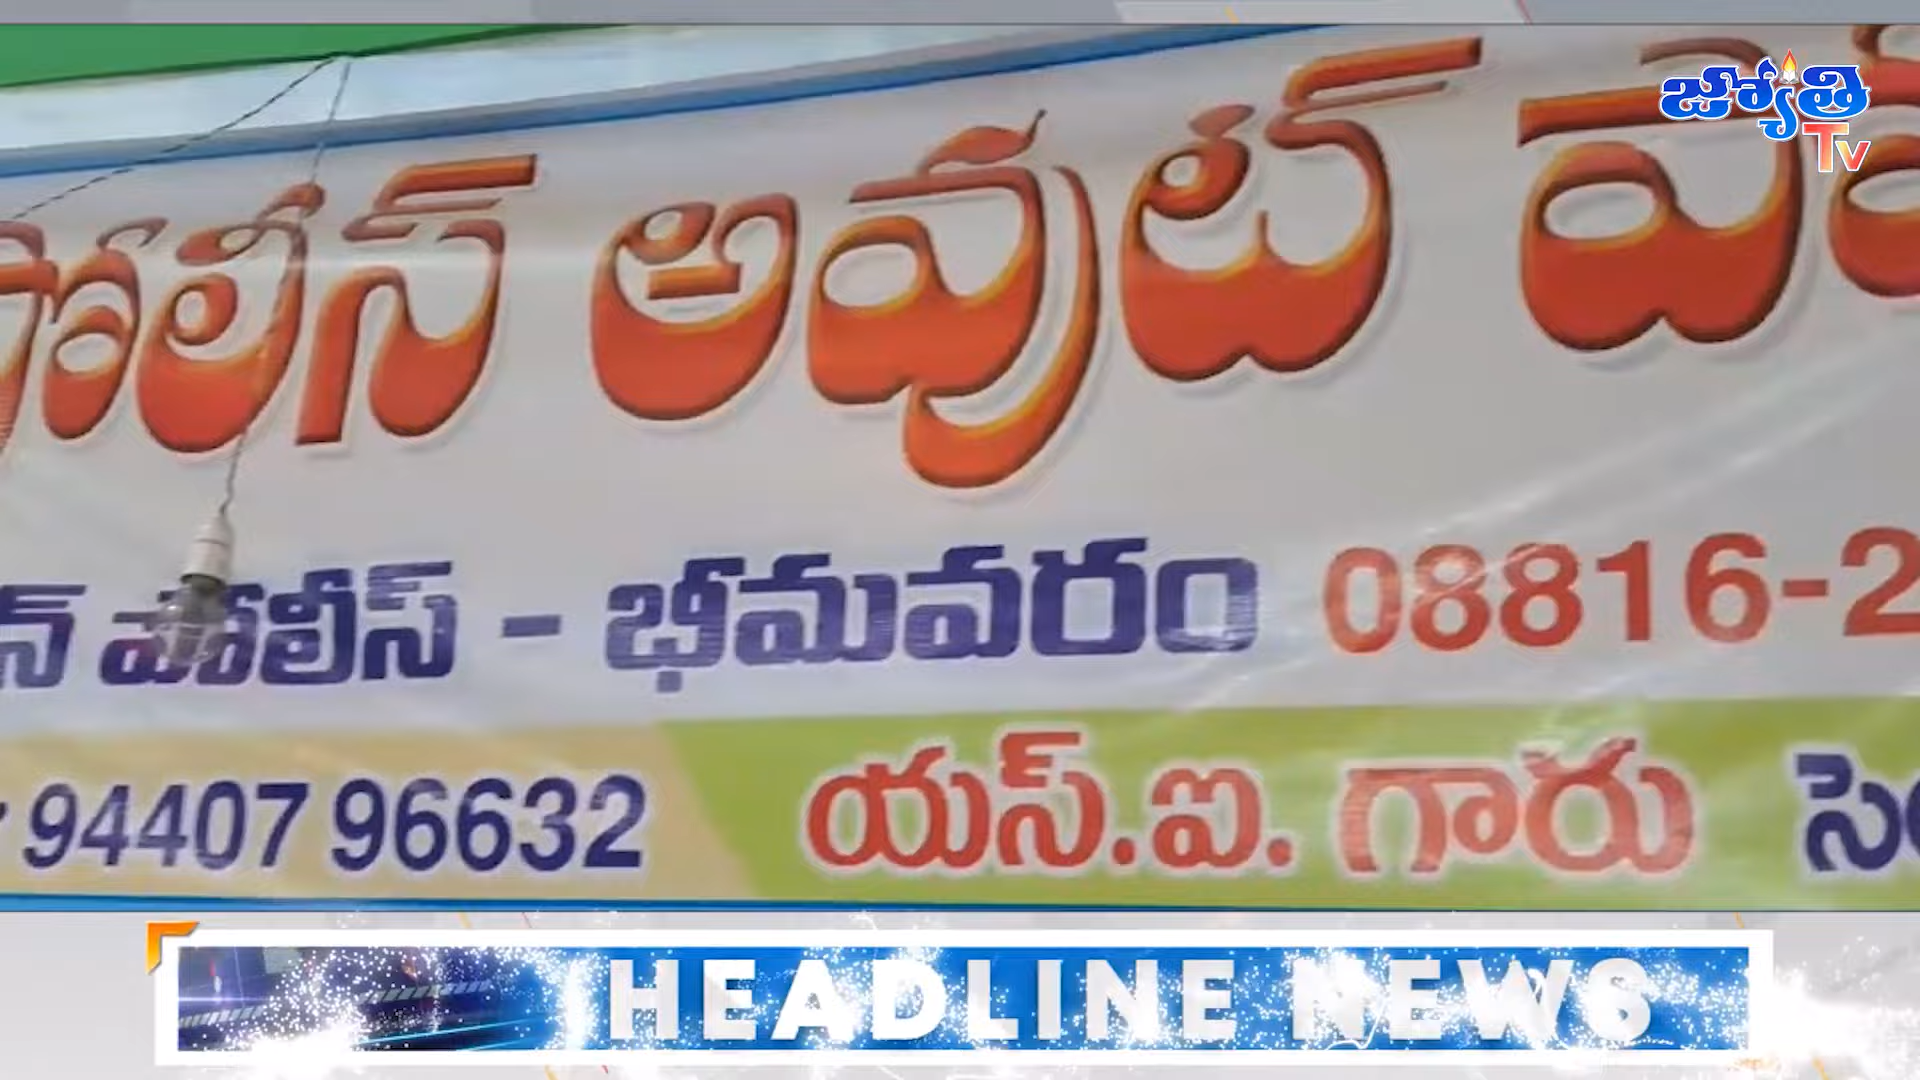 జ్యోతి
TV
పోలీస్ అవుట్
పోలీస్ - భీమవరం 08816-2
94407 96632 యస్.ఐ. గారు
HEADLINE NEWS